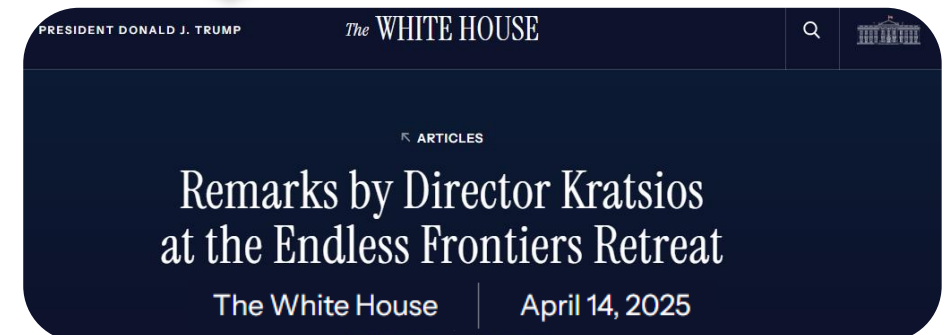 PRESIDENT DONALD J. TRUMP
The WHITE HOUSE
ARTICLES
Remarks by Director Kratsios
at the Endless Frontiers Retreat
The White House
April 14, 2025